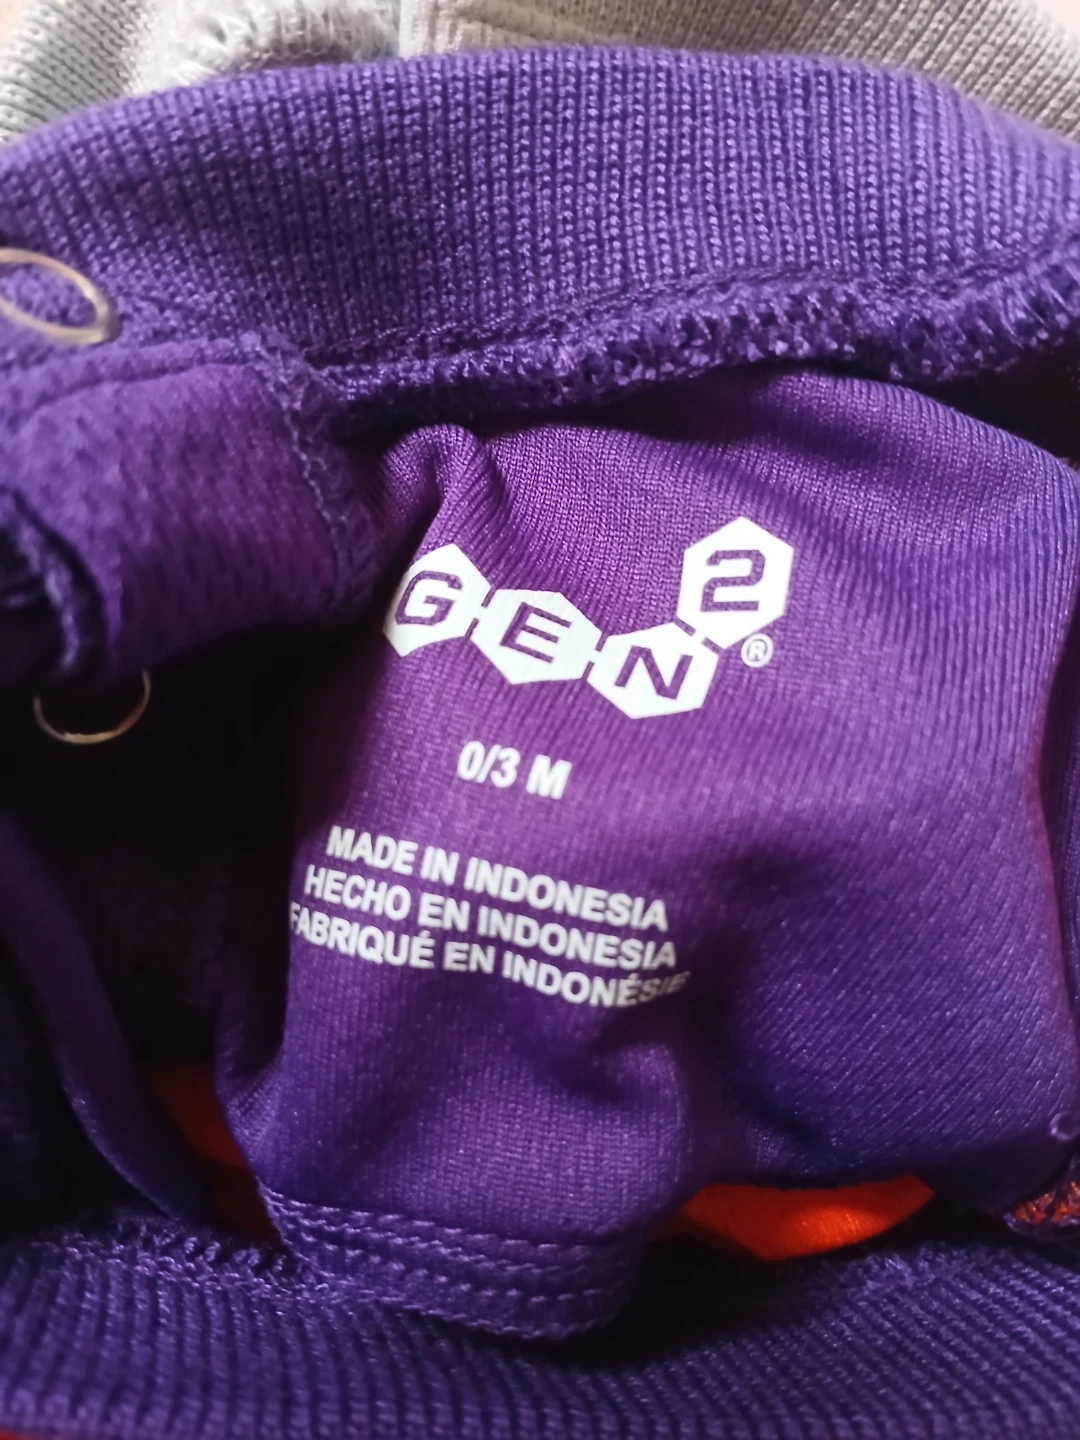 GEN2®
0/3 M
MADE IN INDONESIA
HECHO EN INDONESIA
FABRIQUÉ EN INDONÉSIE